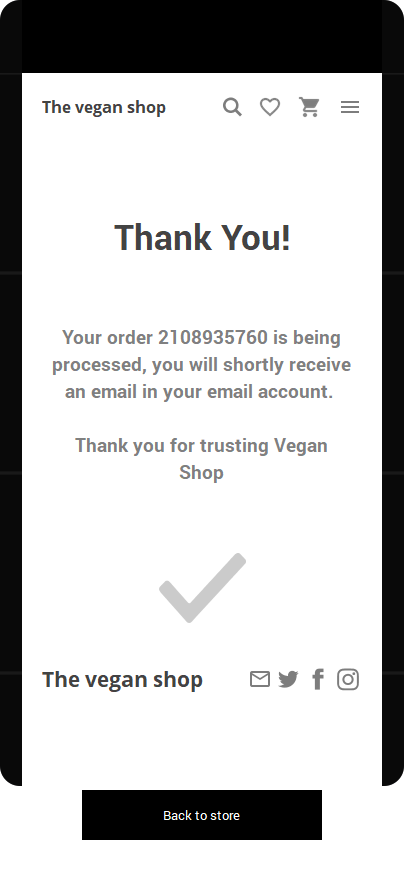 The vegan shop
Thank You!
Your order 2108935760 is being
processed, you will shortly receive
an email in your email account.
Thank you for trusting Vegan
Shop
The vegan shop
Back to store